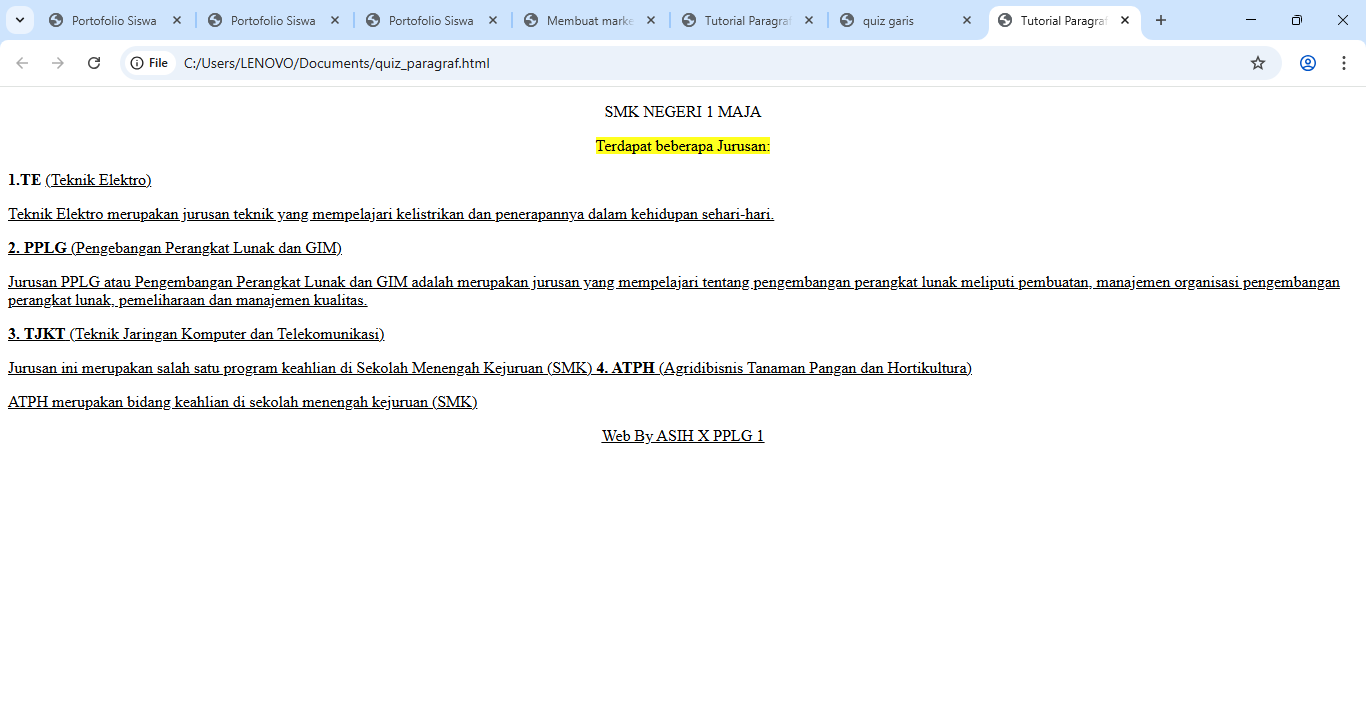 Portofolio Siswa
Portofolio Siswa
Portofolio Siswa
Membuat marke
Tutorial Paragraf
quiz garis
Tutorial Paragraf
File
C:/Users/LENOVO/Documents/quiz_paragraf.html
SMK NEGERI 1 MAJA
Terdapat beberapa Jurusan:
1.TE (Teknik Elektro)
Teknik Elektro merupakan jurusan teknik yang mempelajari kelistrikan dan penerapannya dalam kehidupan sehari-hari.
2. PPLG (Pengebangan Perangkat Lunak dan GIM)
Jurusan PPLG atau Pengembangan Perangkat Lunak dan GIM adalah merupakan jurusan yang mempelajari tentang pengembangan perangkat lunak meliputi pembuatan, manajemen organisasi pengembangan
perangkat lunak, pemeliharaan dan manajemen kualitas.
3. TJKT (Teknik Jaringan Komputer dan Telekomunikasi)
Jurusan ini merupakan salah satu program keahlian di Sekolah Menengah Kejuruan (SMK) 4. ATPH (Agridibisnis Tanaman Pangan dan Hortikultura)
ATPH merupakan bidang keahlian di sekolah menengah kejuruan (SMK)
Web By ASIH X PPLG 1